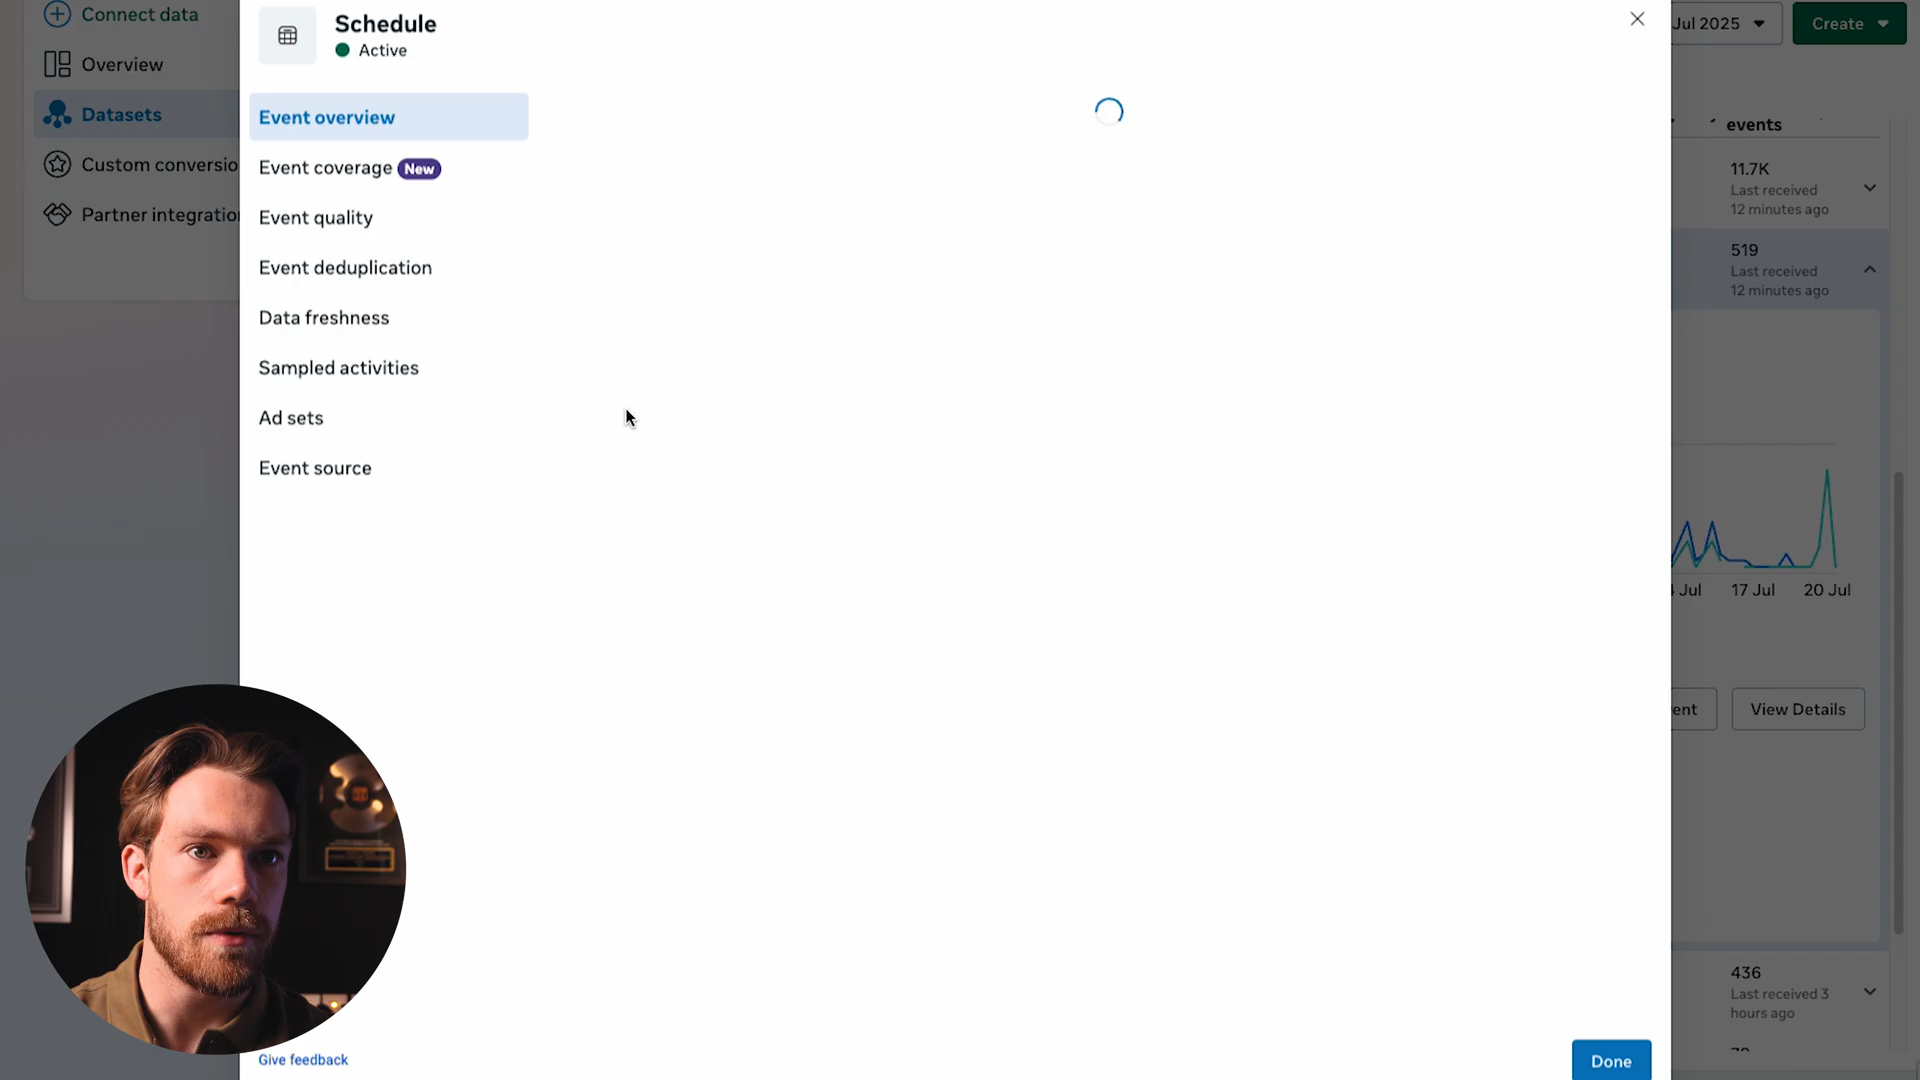 Connect data
Overview
Datasets
Custom conversio
Partner integratio
Schedule
Active
Event overview
Event coverage New
Event quality
Event deduplication
Data freshness
Sampled activities
Ad sets
Event source
Give feedback
Done
Jul 2025
Create
events
11.7K
Last received
12 minutes ago
519
Last received
12 minutes ago
Jul
17 Jul
20 Jul
ent
View Details
436
Last received 3
hours ago